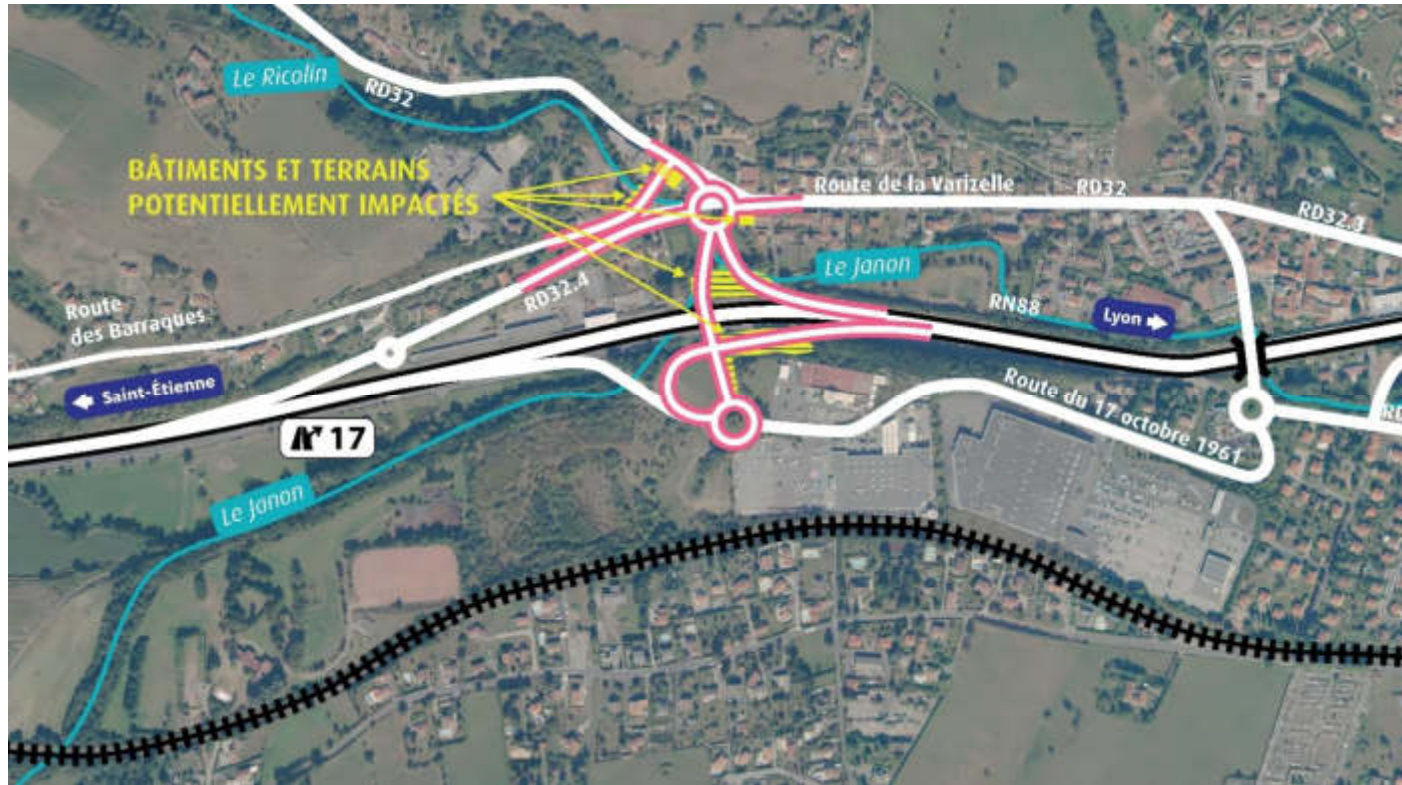 Le Ricolin
RD32
BÂTIMENTS ET TERRAINS
POTENTIELLEMENT IMPACTÉS
Route de la Varizelle
RD32
RD32.3
Le Janon
RD32.4
RN88
Lyon
Route
des Barraques
Saint-Étienne
17
Route du 17 octobre 1961
Le Janon